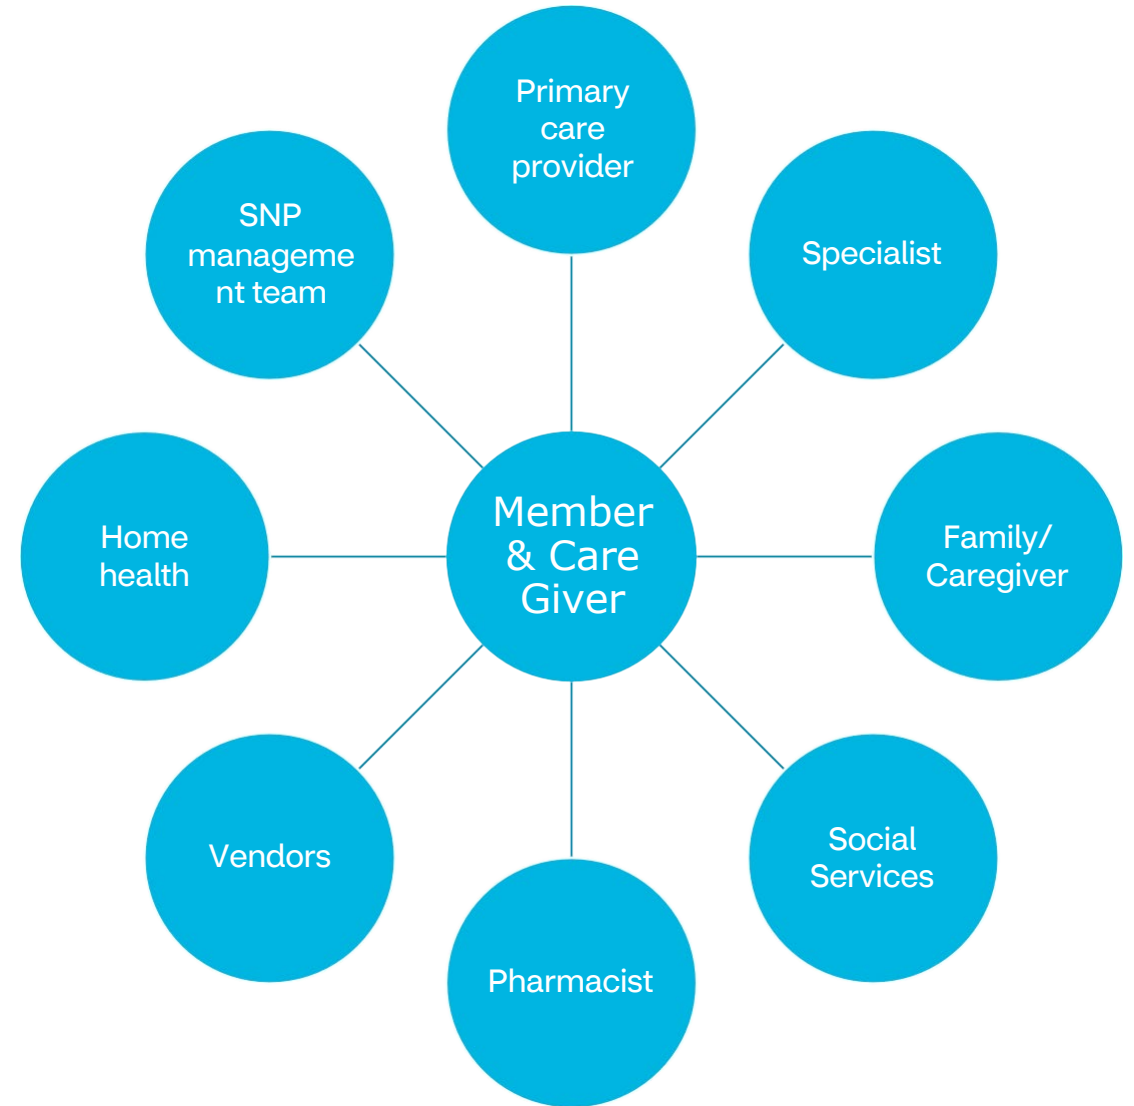 Primary
care
provider
Specialist
Family/
Caregiver
Social
Services
Pharmacist
Vendors
Home
health
SNP
manageme
nt team
Member
& Care
Giver